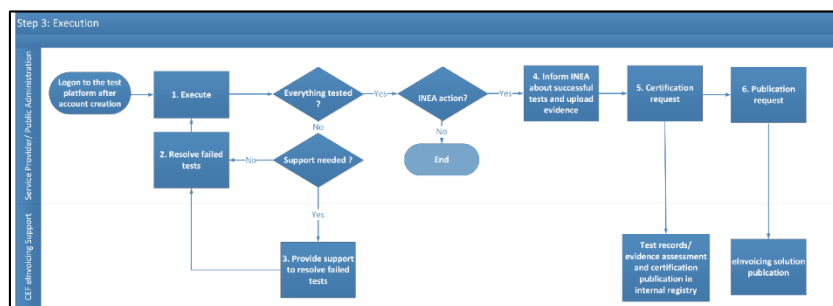 Step 3: Execution
Service Provider/ Public Administration
Logon to the test
platform after
account creation
1. Execute
Everything tested
?
Yes
INEA action?
Yes
4. Inform INEA
about successful
tests and upload
evidence
5. Certification
request
6. Publication
request
No
No
2. Resolve failed
tests
No
Support needed ?
End
Yes
CEF eInvoicing Support
3. Provide support
to resolve failed
tests
Test records/
evidence assessment
and certification
publication in
internal registry
eInvoicing solution
publcation